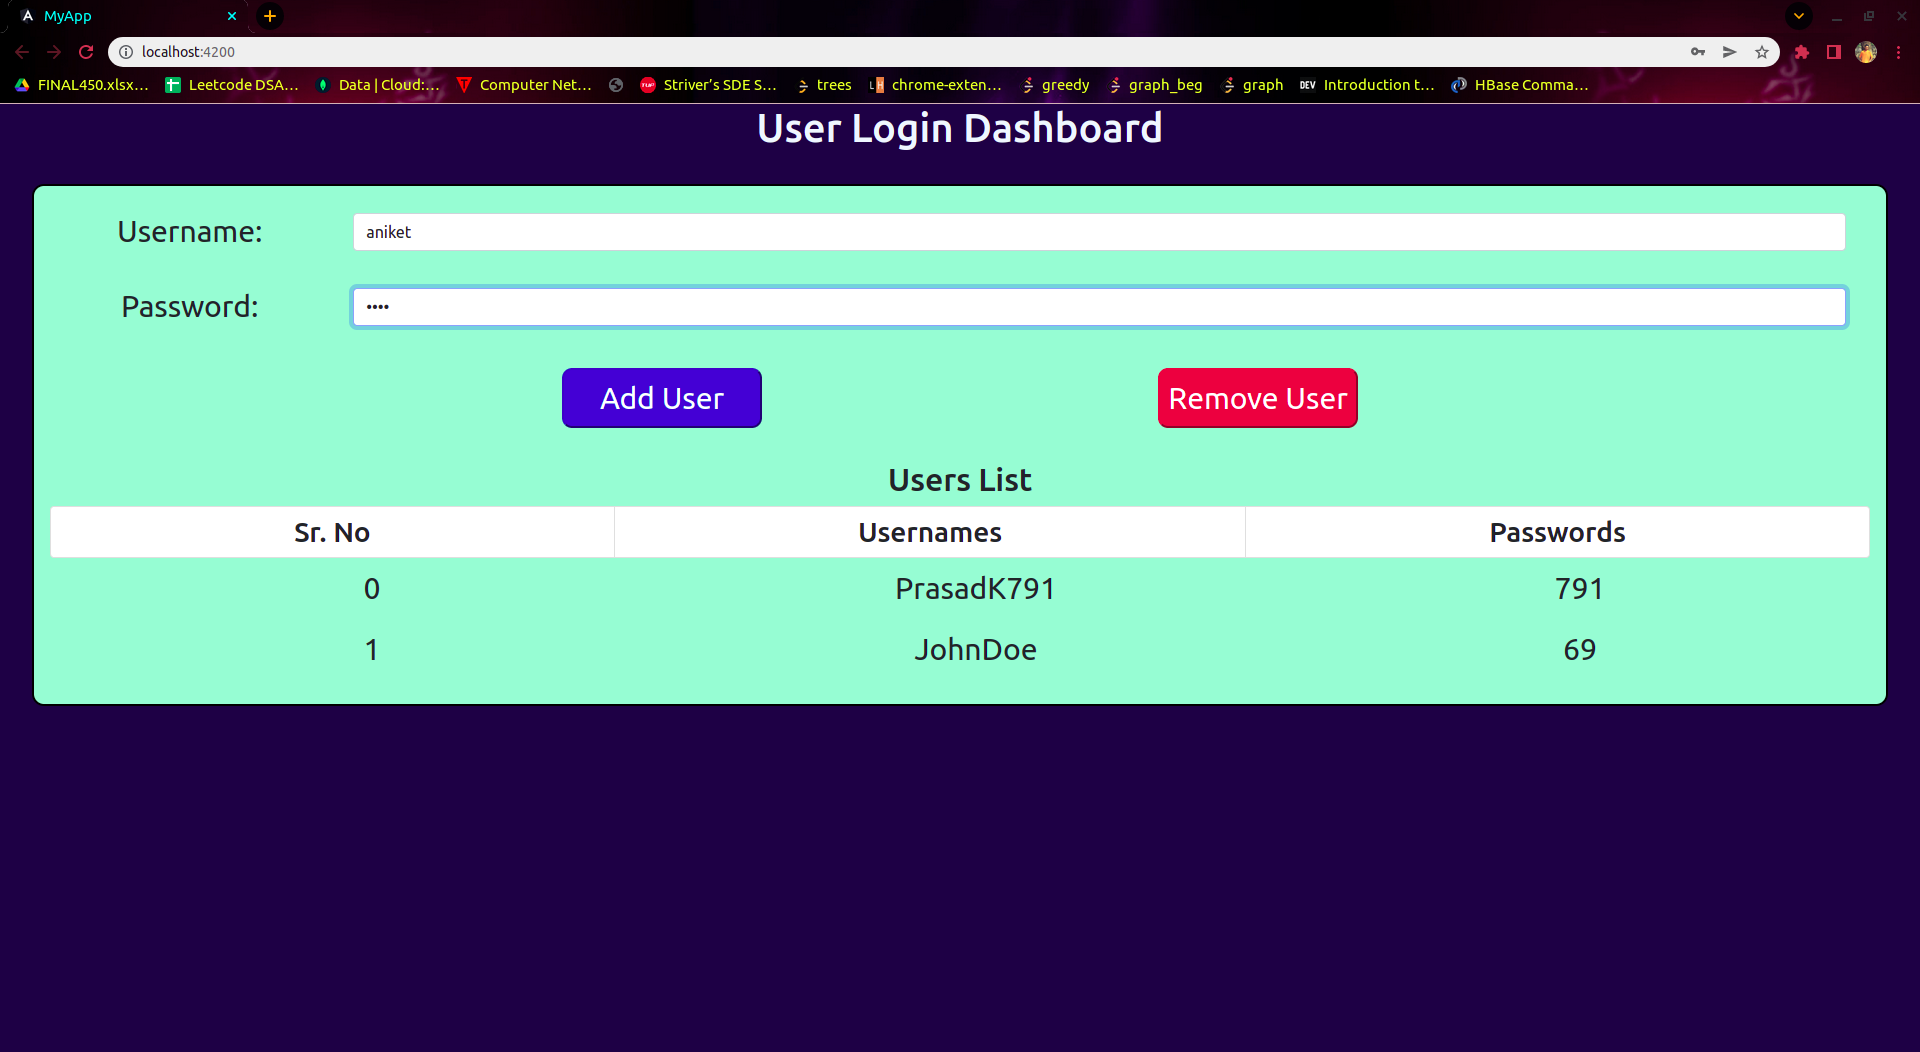 MyApp
localhost:4200
FINAL450.xlsx... Leetcode DSA... Data | Cloud:... Computer Net... Striver's SDE S... trees chrome-exten... greedy graph_beg graph DEV Introduction t... HBase Comma...
User Login Dashboard
Username: aniket
Password: ••••
Add User Remove User
Users List
Sr. No Usernames Passwords
0 PrasadK791 791
1 JohnDoe 69